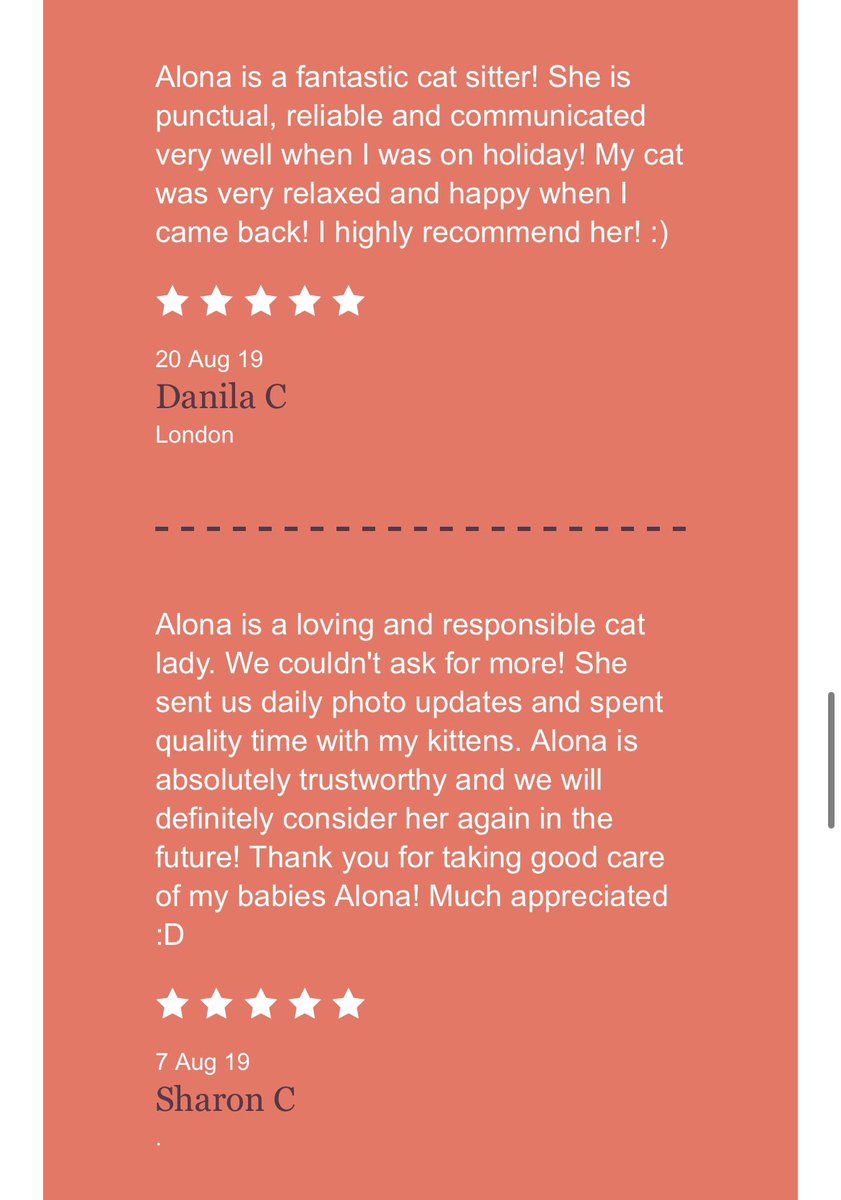 Alona is a fantastic cat sitter! She is
punctual, reliable and communicated
very well when I was on holiday! My cat
was very relaxed and happy when I
came back! I highly recommend her! :)
20 Aug 19
Danila C
London
Alona is a loving and responsible cat
lady. We couldn't ask for more! She
sent us daily photo updates and spent
quality time with my kittens. Alona is
absolutely trustworthy and we will
definitely consider her again in the
future! Thank you for taking good care
of my babies Alona! Much appreciated
:D
7 Aug 19
Sharon C
.